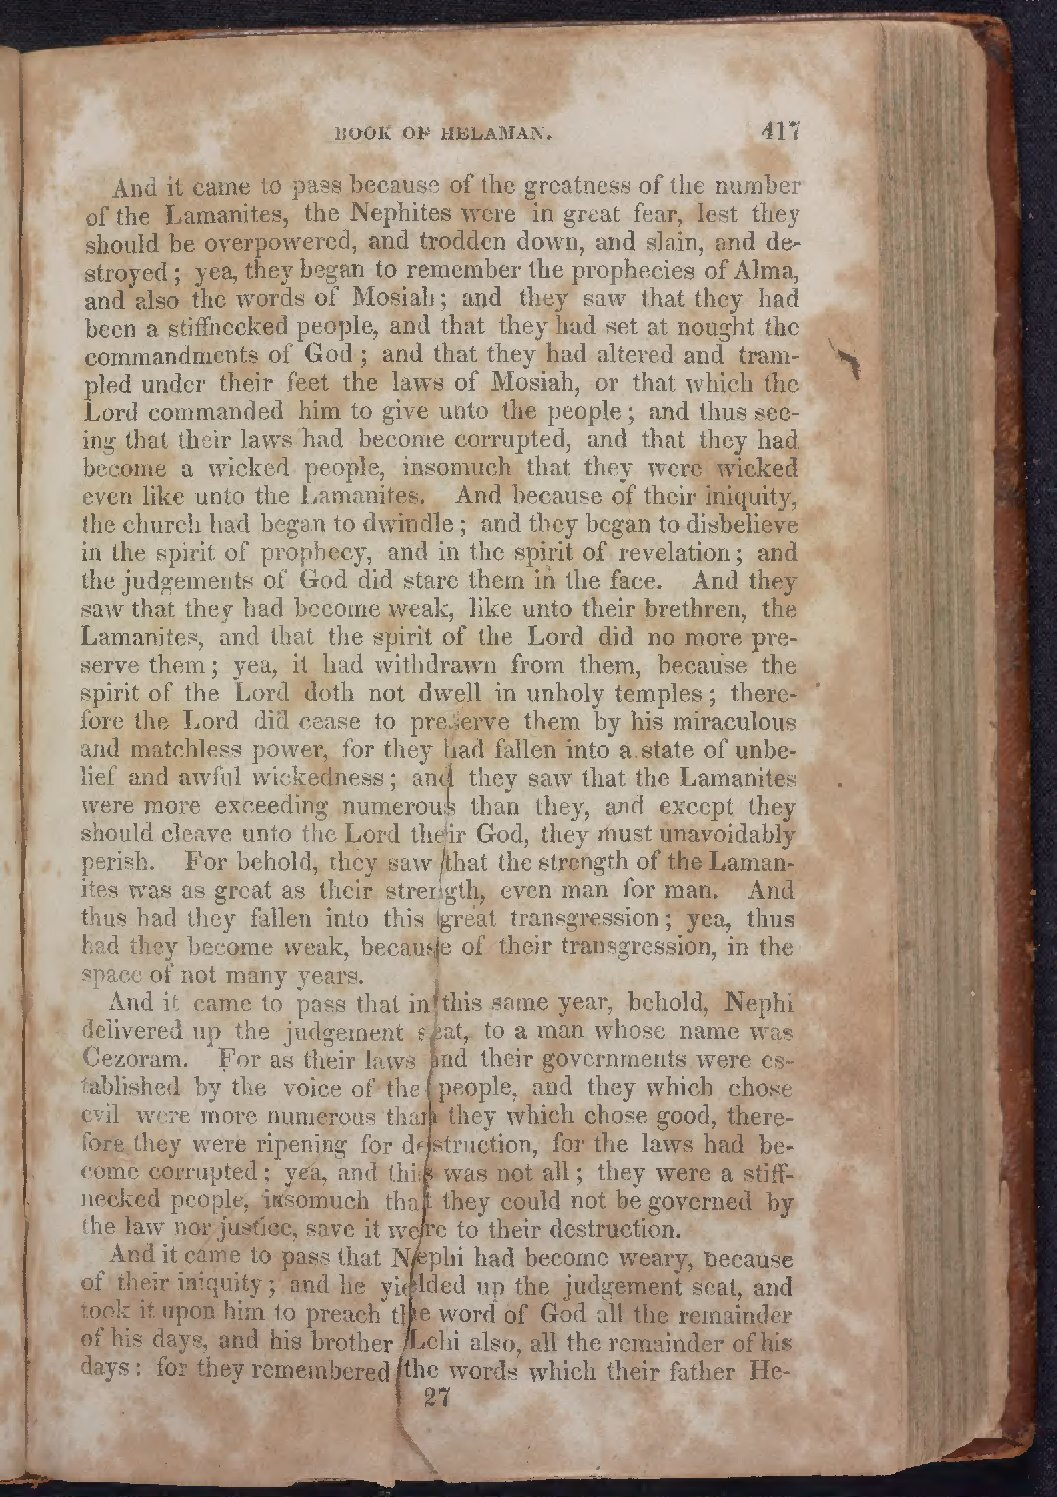 BOOK OF HELAMAN. 417
And it came to pass because of the greatness of the number
of the Lamanites, the Nephites were in great fear, lest they
should be overpowered, and trodden down, and slain, and de-
stroyed; yea, they began to remember the prophecies of Alma,
and also the words of Mosiah; and they saw that they had
been a stiffnecked people, and that they had set at nought the
commandments of God; and that they had altered and tram-
pled under their feet the laws of Mosiah, or that which the
Lord commanded him to give unto the people; and thus see-
ing that their laws had become corrupted, and that they had
become a wicked people, insomuch that they were wicked
even like unto the Lamanites. And because of their iniquity,
the church had began to dwindle; and they began to disbelieve
in the spirit of prophecy, and in the spirit of revelation; and
the judgements of God did stare them in the face. And they
saw that they had become weak, like unto their brethren, the
Lamanites, and that the spirit of the Lord did no more pre-
serve them; yea, it had withdrawn from them, because the
spirit of the Lord doth not dwell in unholy temples; there-
fore the Lord did cease to preserve them by his miraculous
and matchless power, for they had fallen into a state of unbe-
lief and awful wickedness; and they saw that the Lamanites
were more exceeding numerous than they, and except they
should cleave unto the Lord their God, they must unavoidably
perish. For behold, they saw that the strength of the Laman-
ites was as great as their strength, even man for man. And
thus had they fallen into this great transgression; yea, thus
had they become weak, because of their transgression, in the
space of not many years.
And it came to pass that in this same year, behold, Nephi
delivered up the judgement seat, to a man whose name was
Cezoram. For as their laws and their governments were es-
tablished by the voice of the people, and they which chose
evil were more numerous than they which chose good, there-
fore they were ripening for destruction, for the laws had be-
come corrupted; yea, and this was not all; they were a stiff-
necked people, insomuch that they could not be governed by
the law nor justice, save it were to their destruction.
And it came to pass that Nephi had become weary, because
of their iniquity; and he yielded up the judgement seat, and
took it upon him to preach the word of God all the remainder
of his days, and his brother Lehi also, all the remainder of his
days: for they remembered the words which their father He-
27